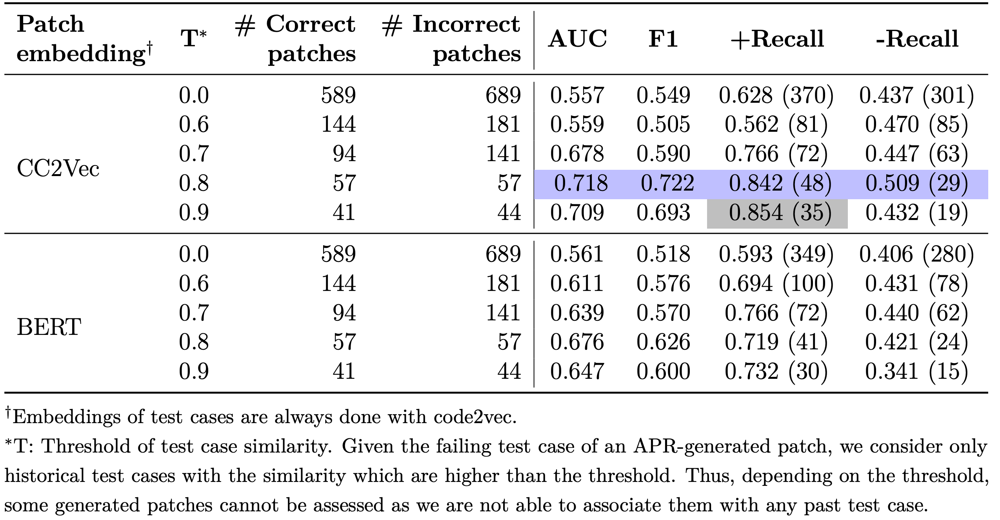 Patch embedding† T* # Correct patches # Incorrect patches AUC F1 +Recall -Recall
CC2Vec
0.0 589 689 0.557 0.549 0.628 (370) 0.437 (301)
0.6 144 181 0.559 0.505 0.562 (81) 0.470 (85)
0.7 94 141 0.678 0.590 0.766 (72) 0.447 (63)
0.8 57 57 0.718 0.722 0.842 (48) 0.509 (29)
0.9 41 44 0.709 0.693 0.854 (35) 0.432 (19)
BERT
0.0 589 689 0.561 0.518 0.593 (349) 0.406 (280)
0.6 144 181 0.611 0.576 0.694 (100) 0.431 (78)
0.7 94 141 0.639 0.570 0.766 (72) 0.440 (62)
0.8 57 57 0.676 0.626 0.719 (41) 0.421 (24)
0.9 41 44 0.647 0.600 0.732 (30) 0.341 (15)
†Embeddings of test cases are always done with code2vec.
*T: Threshold of test case similarity. Given the failing test case of an APR-generated patch, we consider only
historical test cases with the similarity which are higher than the threshold. Thus, depending on the threshold,
some generated patches cannot be assessed as we are not able to associate them with any past test case.